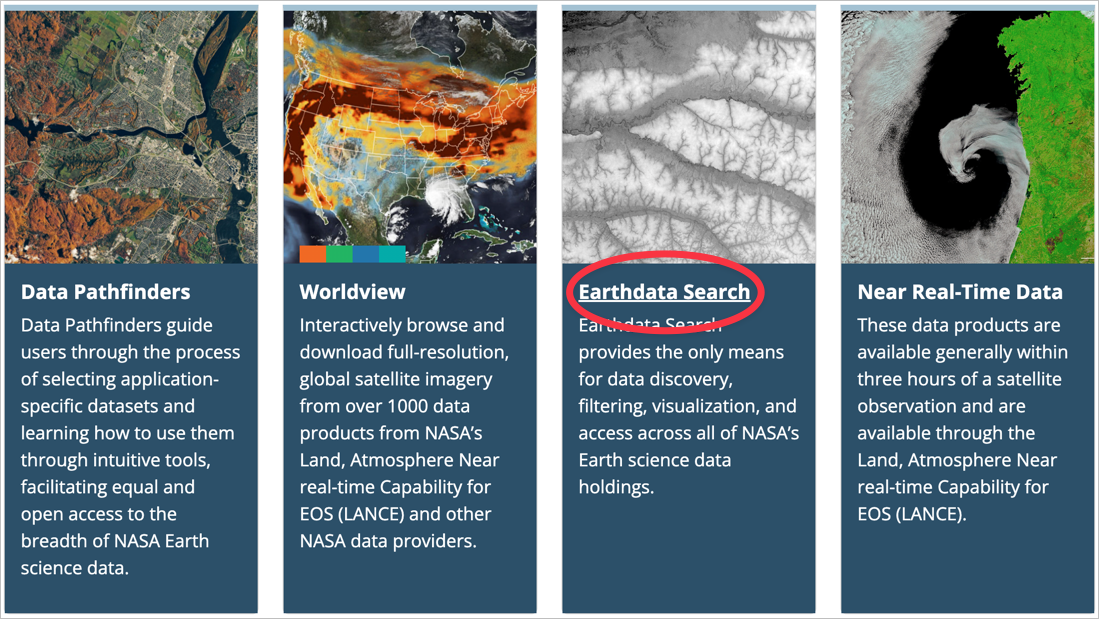 Data Pathfinders
Data Pathfinders guide
users through the process
of selecting application-
specific datasets and
learning how to use them
through intuitive tools,
facilitating equal and
open access to the
breadth of NASA Earth
science data.
Worldview
Interactively browse and
download full-resolution,
global satellite imagery
from over 1000 data
products from NASA’s
Land, Atmosphere Near
real-time Capability for
EOS (LANCE) and other
NASA data providers.
Earthdata Search
Earthdata Search
provides the only means
for data discovery,
filtering, visualization, and
access across all of NASA’s
Earth science data
holdings.
Near Real-Time Data
These data products are
available generally within
three hours of a satellite
observation and are
available through the
Land, Atmosphere Near
real-time Capability for
EOS (LANCE).